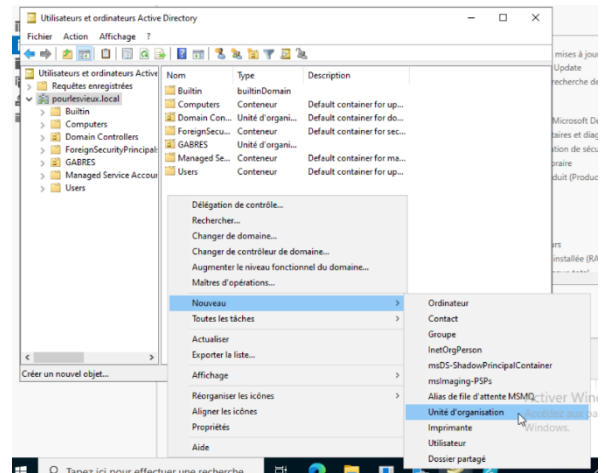 Utilisateurs et ordinateurs Active Directory
Fichier Action Affichage ?
Utilisateurs et ordinateurs Active
Requêtes enregistrées
pourlesvieux.local
Builtin
Computers
Domain Controllers
ForeignSecurityPrincipals
GABRES
Managed Service Accour
Users
Nom Type Description
Builtin builtinDomain
Computers Conteneur Default container for up...
Domain Con... Unité d'organi... Default container for do...
ForeignSecu... Conteneur Default container for sec...
GABRES Unité d'organi...
Managed Se... Conteneur Default container for ma...
Users Conteneur Default container for up...
Délégation de contrôle...
Rechercher...
Changer de domaine...
Changer de contrôleur de domaine...
Augmenter le niveau fonctionnel du domaine...
Maîtres d'opérations...
Nouveau
Toutes les tâches
Actualiser
Exporter la liste...
Affichage
Réorganiser les icônes
Aligner les icônes
Propriétés
Aide
Ordinateur
Contact
Groupe
InetOrgPerson
msDS-ShadowPrincipalContainer
msImaging-PSPs
Alias de file d'attente MSMQ
Unité d'organisation
Imprimante
Utilisateur
Dossier partagé
Créer un nouvel objet...
mises à jour
Update
recherche de
Microsoft De
taires et diag
tion de sécu
oraire
duit (Produc
urs
installée (RA
Activer Win
Windows.
Tapez ici pour effectuer une recherche